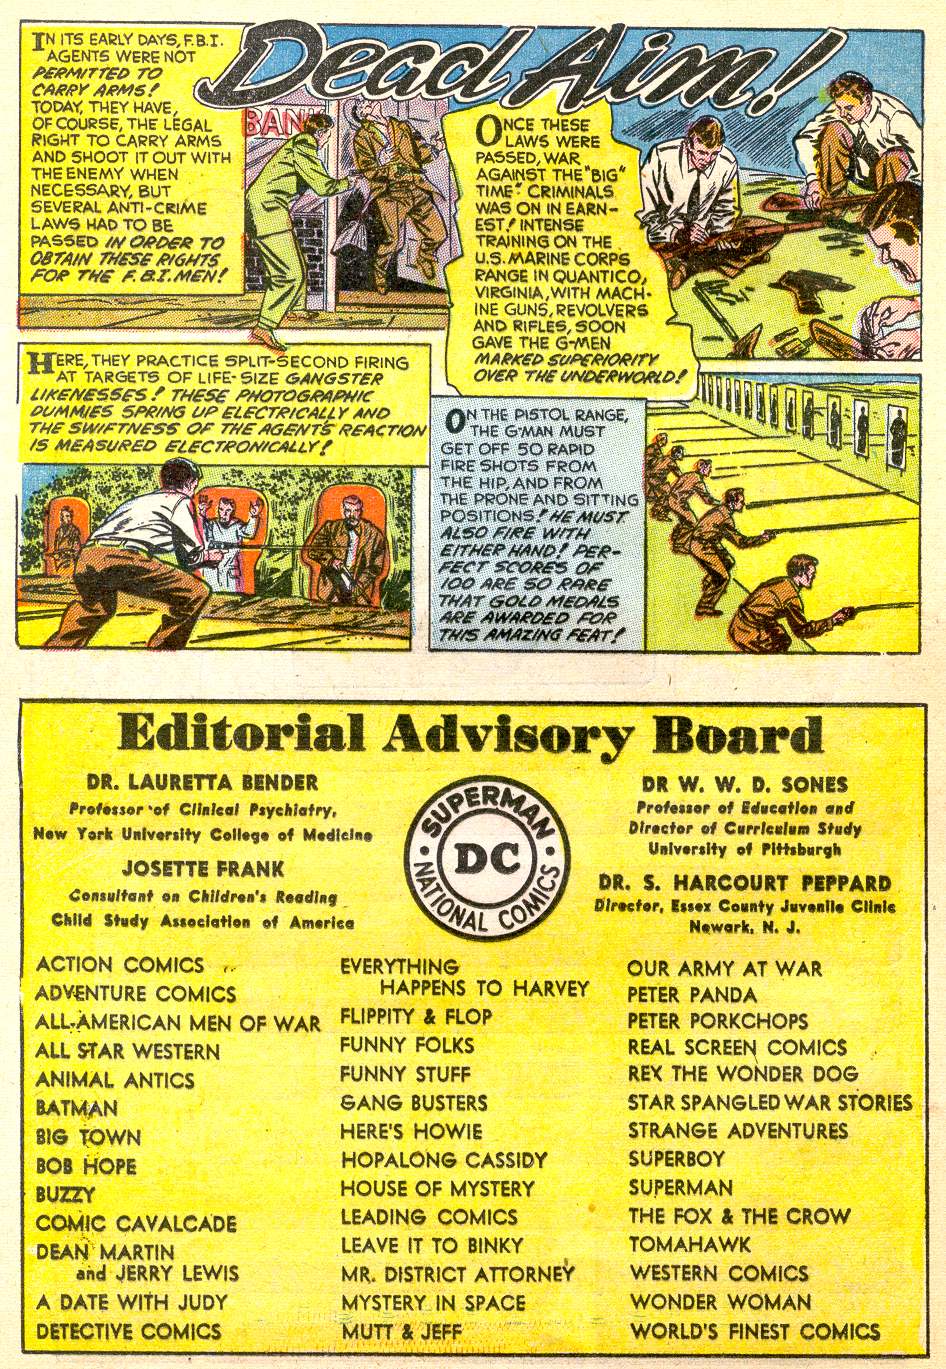 Dead Aim!
IN ITS EARLY DAYS, F.B.I.
AGENTS WERE NOT
PERMITTED TO
CARRY ARMS!
TODAY, THEY HAVE,
OF COURSE, THE LEGAL
RIGHT TO CARRY ARMS
AND SHOOT IT OUT WITH
THE ENEMY WHEN
NECESSARY, BUT
SEVERAL ANTI-CRIME
LAWS HAD TO BE
PASSED IN ORDER TO
OBTAIN THESE RIGHTS
FOR THE F.B.I. MEN!
BANK
ONCE THESE
LAWS WERE
PASSED, WAR
AGAINST THE "BIG
TIME" CRIMINALS
WAS ON IN EARN-
EST! INTENSE
TRAINING ON THE
U.S. MARINE CORPS
RANGE IN QUANTICO,
VIRGINIA, WITH MACH-
INE GUNS, REVOLVERS
AND RIFLES, SOON
GAVE THE G-MEN
MARKED SUPERIORITY
OVER THE UNDERWORLD!
HERE, THEY PRACTICE SPLIT-SECOND FIRING
AT TARGETS OF LIFE-SIZE GANGSTER
LIKENESSES! THESE PHOTOGRAPHIC
DUMMIES SPRING UP ELECTRICALLY AND
THE SWIFTNESS OF THE AGENT'S REACTION
IS MEASURED ELECTRONICALLY!
ON THE PISTOL RANGE,
THE G-MAN MUST
GET OFF 50 RAPID
FIRE SHOTS FROM
THE HIP, AND FROM
THE PRONE AND SITTING
POSITIONS! HE MUST
ALSO FIRE WITH
EITHER HAND! PER-
FECT SCORES OF
100 ARE SO RARE
THAT GOLD MEDALS
ARE AWARDED FOR
THIS AMAZING FEAT!
Editorial Advisory Board
DR. LAURETTA BENDER
Professor of Clinical Psychiatry,
New York University College of Medicine
JOSETTE FRANK
Consultant on Children's Reading
Child Study Association of America
SUPERMAN
DC
NATIONAL COMICS
DR W. W. D. SONES
Professor of Education and
Director of Curriculum Study
University of Pittsburgh
DR. S. HARCOURT PEPPARD
Director, Essex County Juvenile Clinic
Newark, N. J.
ACTION COMICS
ADVENTURE COMICS
ALL-AMERICAN MEN OF WAR
ALL STAR WESTERN
ANIMAL ANTICS
BATMAN
BIG TOWN
BOB HOPE
BUZZY
COMIC CAVALCADE
DEAN MARTIN
and JERRY LEWIS
A DATE WITH JUDY
DETECTIVE COMICS
EVERYTHING
HAPPENS TO HARVEY
FLIPPITY & FLOP
FUNNY FOLKS
FUNNY STUFF
GANG BUSTERS
HERE'S HOWIE
HOPALONG CASSIDY
HOUSE OF MYSTERY
LEADING COMICS
LEAVE IT TO BINKY
MR. DISTRICT ATTORNEY
MYSTERY IN SPACE
MUTT & JEFF
OUR ARMY AT WAR
PETER PANDA
PETER PORKCHOPS
REAL SCREEN COMICS
REX THE WONDER DOG
STAR SPANGLED WAR STORIES
STRANGE ADVENTURES
SUPERBOY
SUPERMAN
THE FOX & THE CROW
TOMAHAWK
WESTERN COMICS
WONDER WOMAN
WORLD'S FINEST COMICS